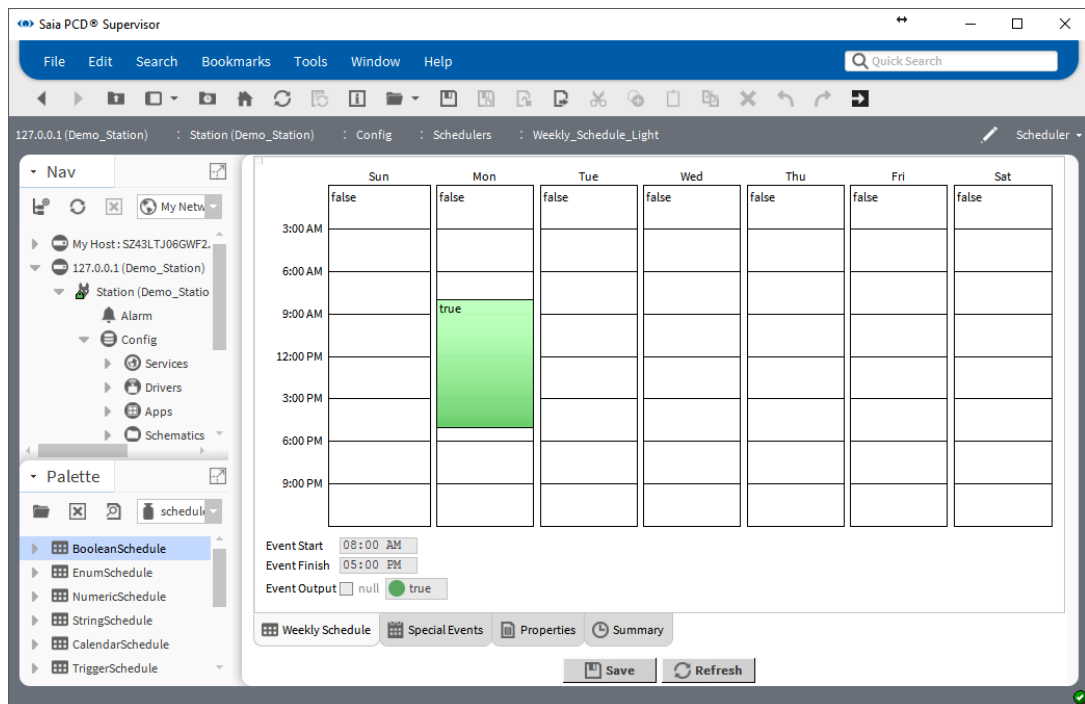 Saia PCD® Supervisor
File Edit Search Bookmarks Tools Window Help
Quick Search
127.0.0.1 (Demo_Station) : Station (Demo_Station) : Config : Schedulers : Weekly_Schedule_Light
Scheduler
Nav
My Netw
My Host : SZ43LTJ06GWF2.
127.0.0.1 (Demo_Station)
Station (Demo_Statio
Alarm
Config
Services
Drivers
Apps
Schematics
Palette
schedule
BooleanSchedule
EnumSchedule
NumericSchedule
StringSchedule
CalendarSchedule
TriggerSchedule
Sun Mon Tue Wed Thu Fri Sat
false false false false false false false
3:00 AM
6:00 AM
9:00 AM
true
12:00 PM
3:00 PM
6:00 PM
9:00 PM
Event Start 08:00 AM
Event Finish 05:00 PM
Event Output null true
Weekly Schedule Special Events Properties Summary
Save Refresh